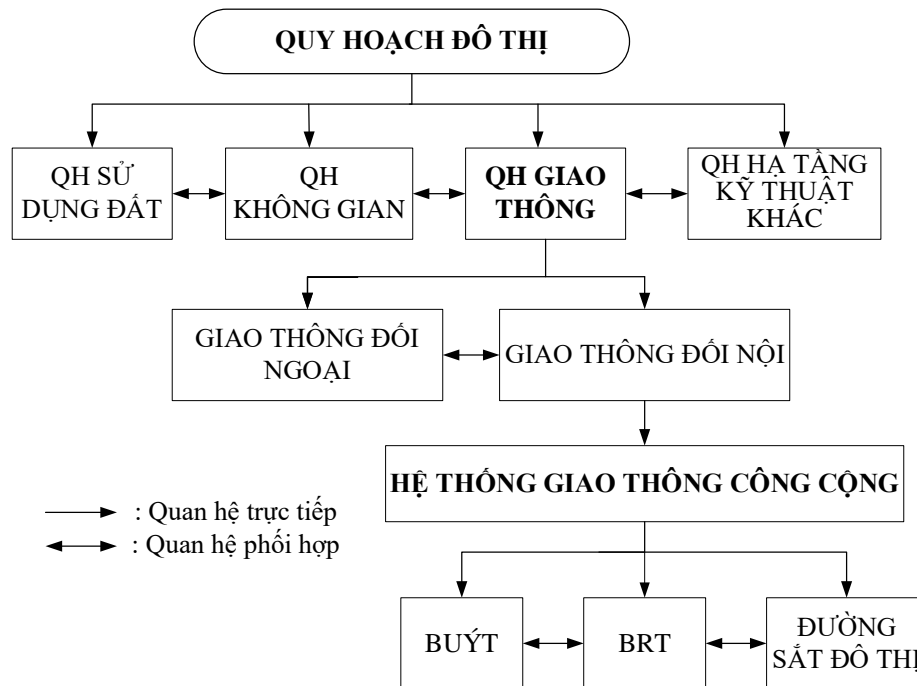 QUY HOẠCH ĐÔ THỊ
QH SỬ
DỤNG ĐẤT
QH
KHÔNG GIAN
QH GIAO
THÔNG
QH HẠ TẦNG
KỸ THUẬT
KHÁC
GIAO THÔNG ĐỐI
NGOẠI
GIAO THÔNG ĐỐI NỘI
HỆ THỐNG GIAO THÔNG CÔNG CỘNG
: Quan hệ trực tiếp
: Quan hệ phối hợp
BUÝT
BRT
ĐƯỜNG
SẮT ĐÔ THỊ